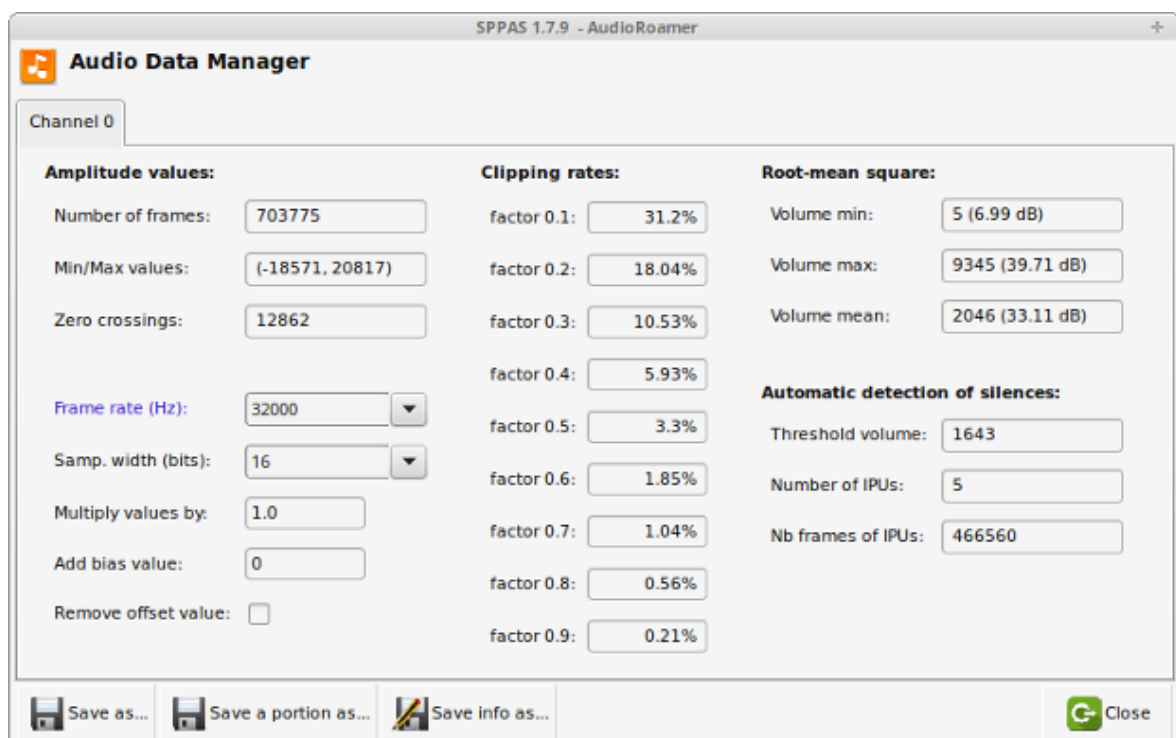 SPPAS 1.7.9 - AudioRoamer
Audio Data Manager
Channel 0
Amplitude values:
Number of frames: 703775
Min/Max values: (-18571, 20817)
Zero crossings: 12862
Frame rate (Hz): 32000
Samp. width (bits): 16
Multiply values by: 1.0
Add bias value: 0
Remove offset value:
Clipping rates:
factor 0.1: 31.2%
factor 0.2: 18.04%
factor 0.3: 10.53%
factor 0.4: 5.93%
factor 0.5: 3.3%
factor 0.6: 1.85%
factor 0.7: 1.04%
factor 0.8: 0.56%
factor 0.9: 0.21%
Root-mean square:
Volume min: 5 (6.99 dB)
Volume max: 9345 (39.71 dB)
Volume mean: 2046 (33.11 dB)
Automatic detection of silences:
Threshold volume: 1643
Number of IPUs: 5
Nb frames of IPUs: 466560
Save as... Save a portion as... Save info as... Close